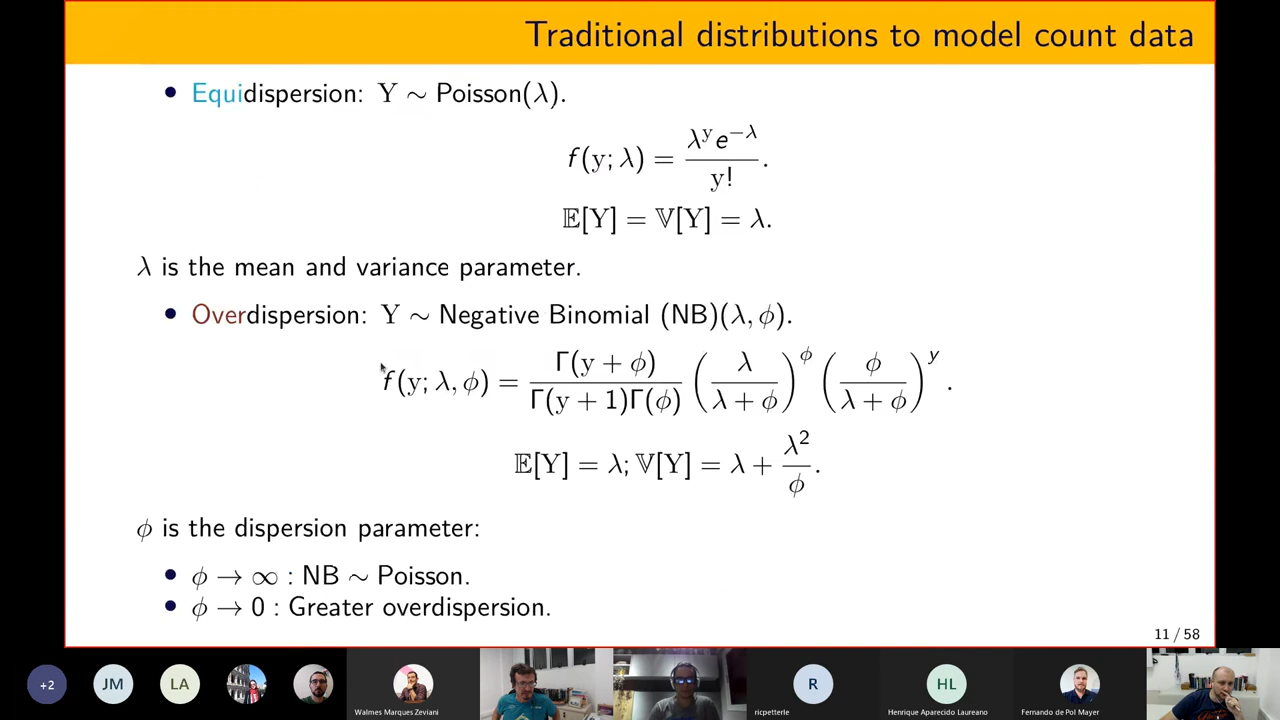 Traditional distributions to model count data
• Equidispersion: Y ∼ Poisson(λ).
f(y; λ) = λ^y e^{−λ} / y! .
𝔼[Y] = 𝕍[Y] = λ.
λ is the mean and variance parameter.
• Overdispersion: Y ∼ Negative Binomial (NB)(λ, ϕ).
f(y; λ, ϕ) = Γ(y + ϕ) / Γ(y + 1)Γ(ϕ) (λ / λ + ϕ)^ϕ (ϕ / λ + ϕ)^y .
𝔼[Y] = λ; 𝕍[Y] = λ + λ² / ϕ .
ϕ is the dispersion parameter:
• ϕ → ∞ : NB ∼ Poisson.
• ϕ → 0 : Greater overdispersion.
11 / 58
+2 JM LA R HL
Walmes Marques Zeviani ricpetterle Henrique Aparecido Laureano Fernando de Pol Mayer